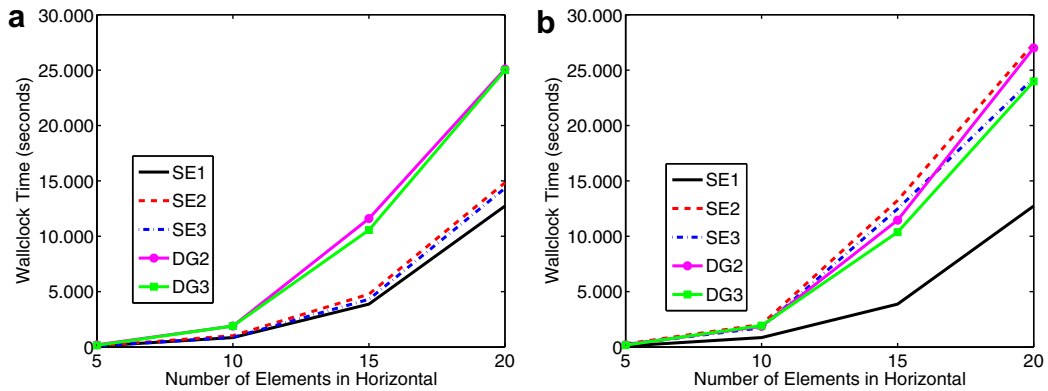 a
30.000
25.000
20.000
15.000
10.000
5.000
0
Wallclock Time (seconds)
SE1
SE2
SE3
DG2
DG3
5
10
15
20
Number of Elements in Horizontal
b
30.000
25.000
20.000
15.000
10.000
5.000
0
Wallclock Time (seconds)
SE1
SE2
SE3
DG2
DG3
5
10
15
20
Number of Elements in Horizontal